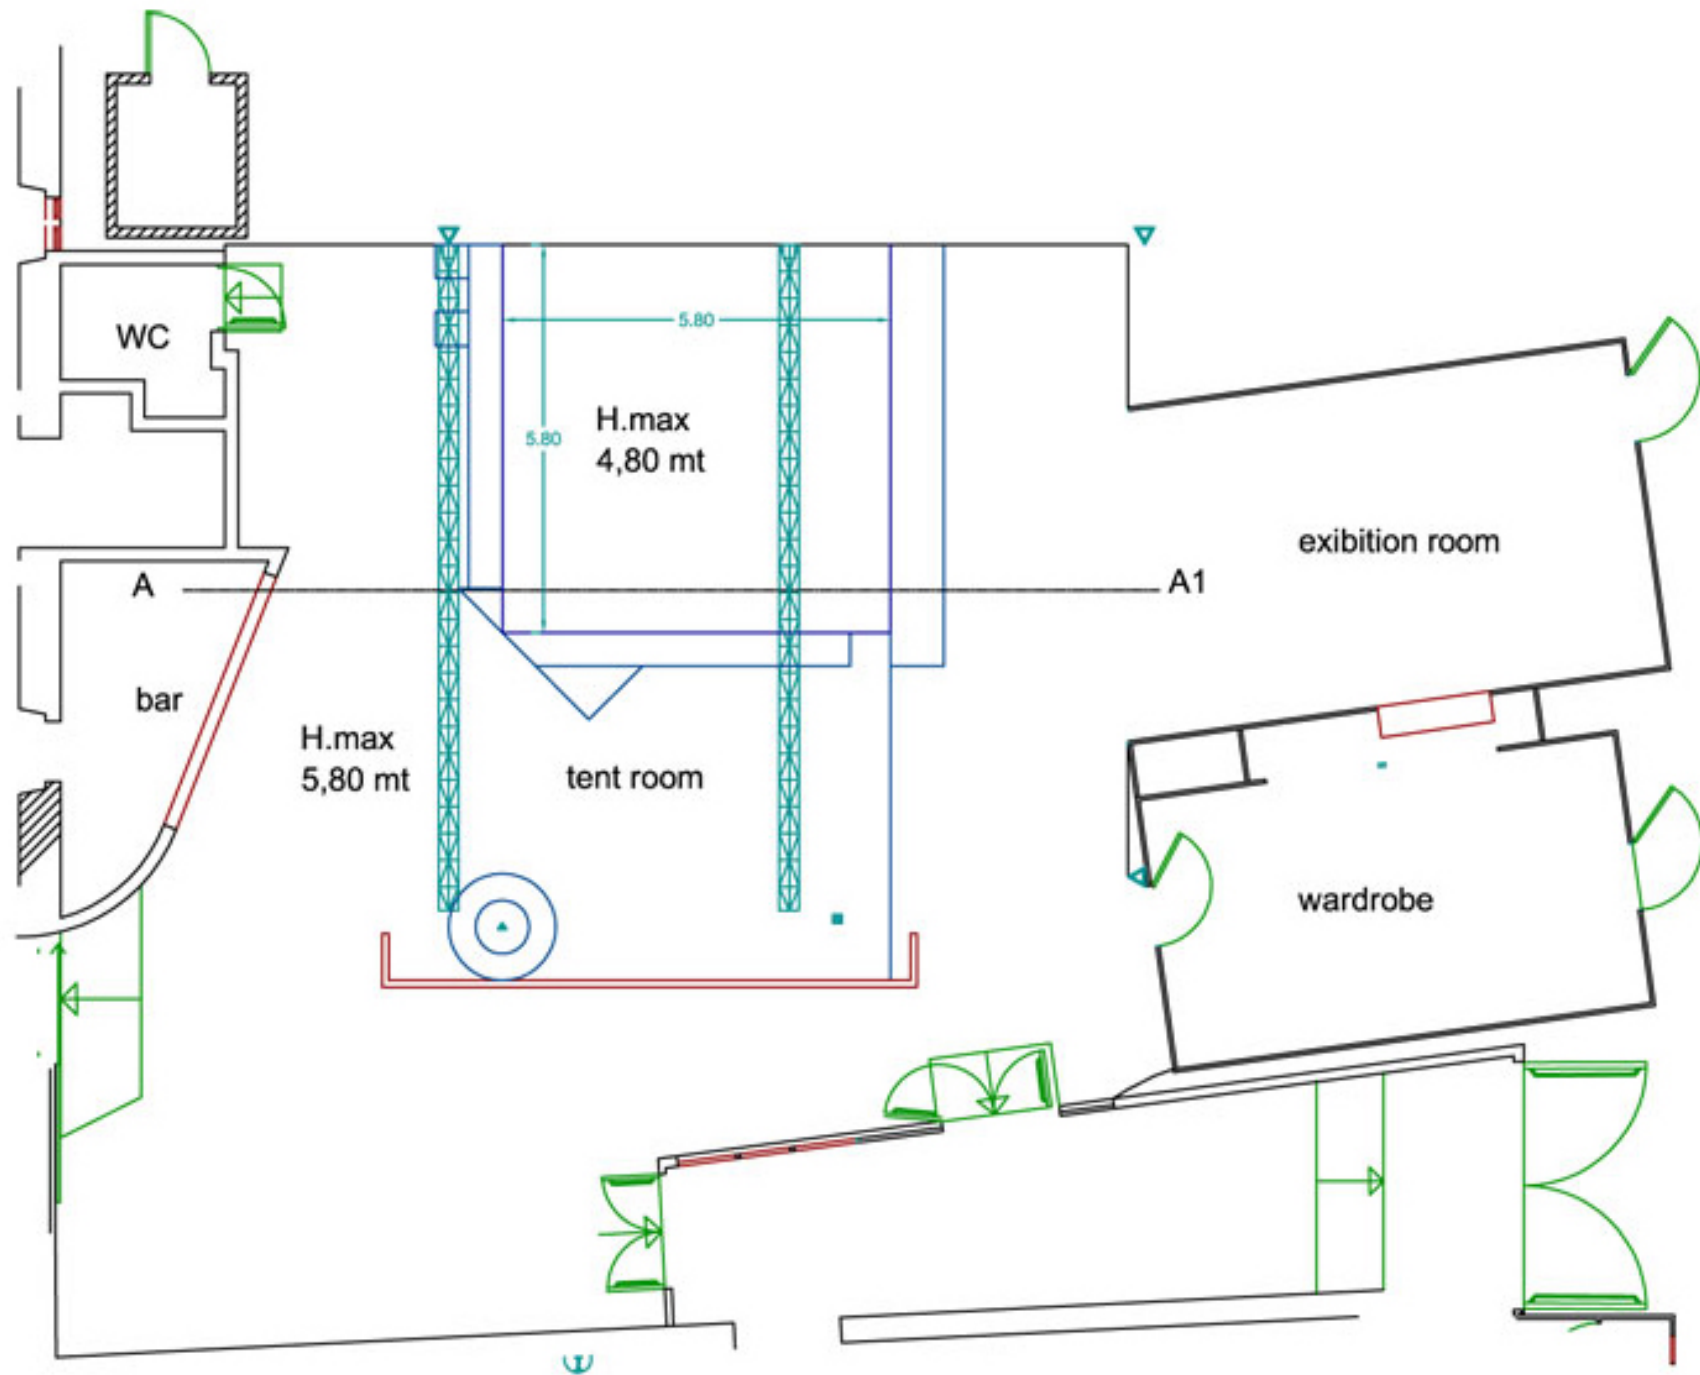 5.80
WC
H.max
4,80 mt
5.80
exibition room
A
A1
bar
H.max
5,80 mt
tent room
wardrobe